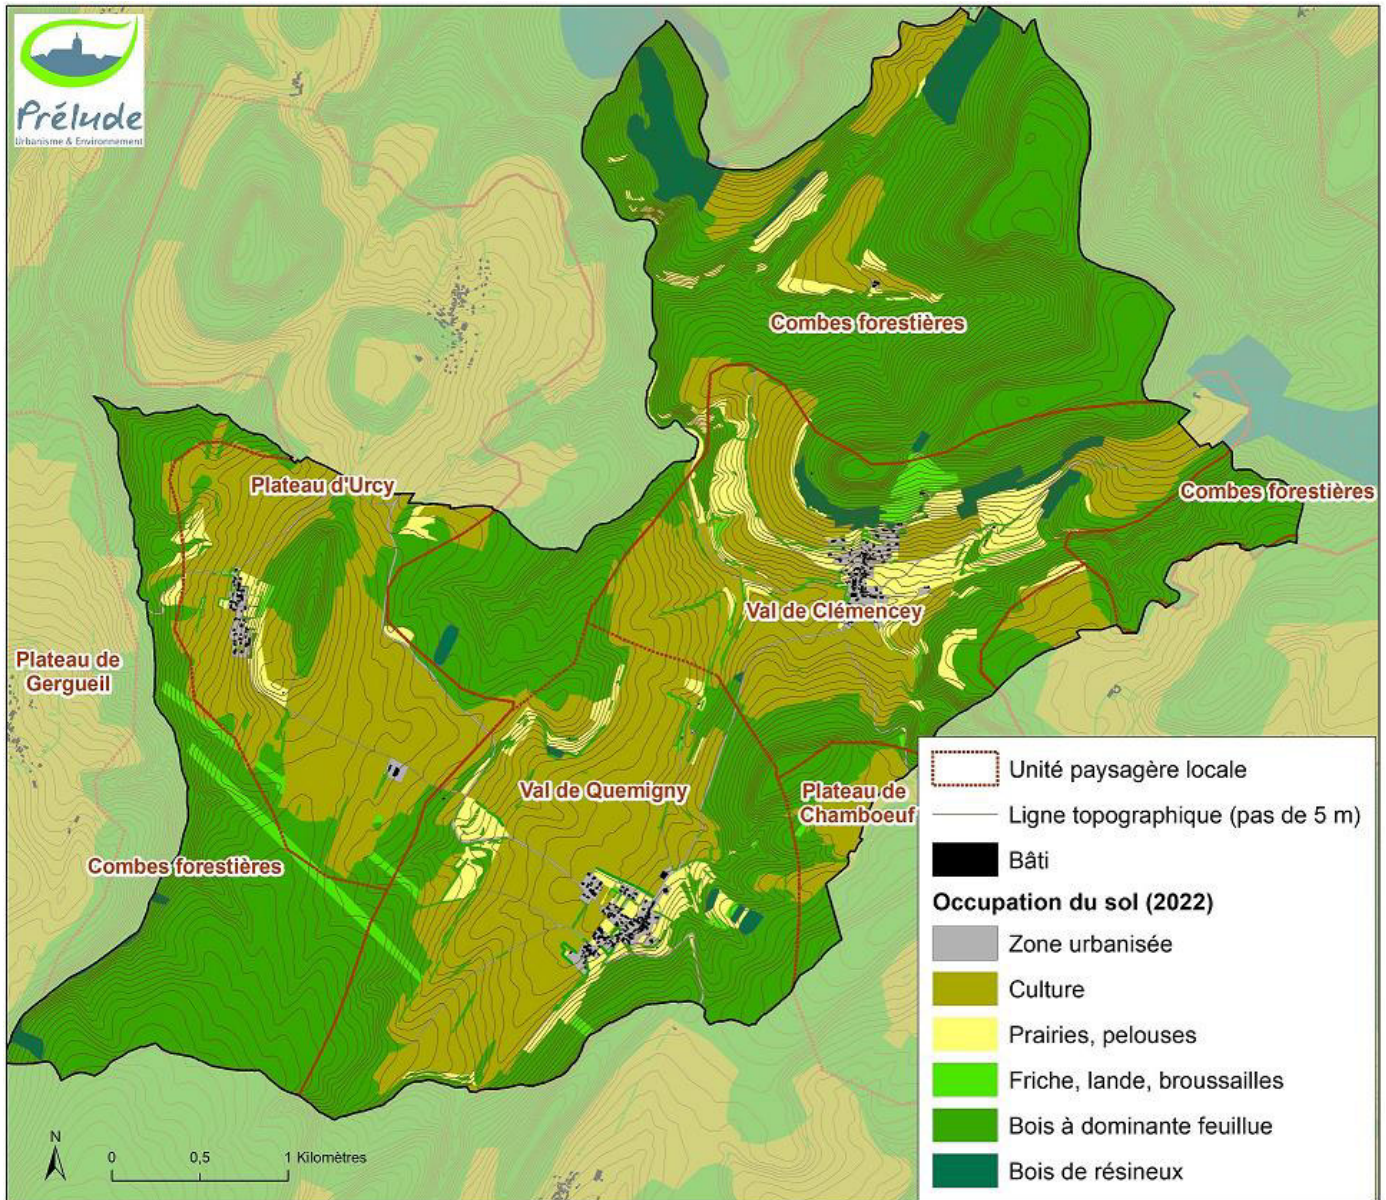 Prélude
Urbanisme & Environnement
Combes forestières
Plateau d'Urcy
Combes forestières
Val de Clémencey
Plateau de
Gergueil
Val de Quemigny
Plateau de
Chamboeuf
Combes forestières
Unité paysagère locale
Ligne topographique (pas de 5 m)
Bâti
Occupation du sol (2022)
Zone urbanisée
Culture
Prairies, pelouses
Friche, lande, broussailles
Bois à dominante feuillue
Bois de résineux
N
0 0,5 1 Kilomètres